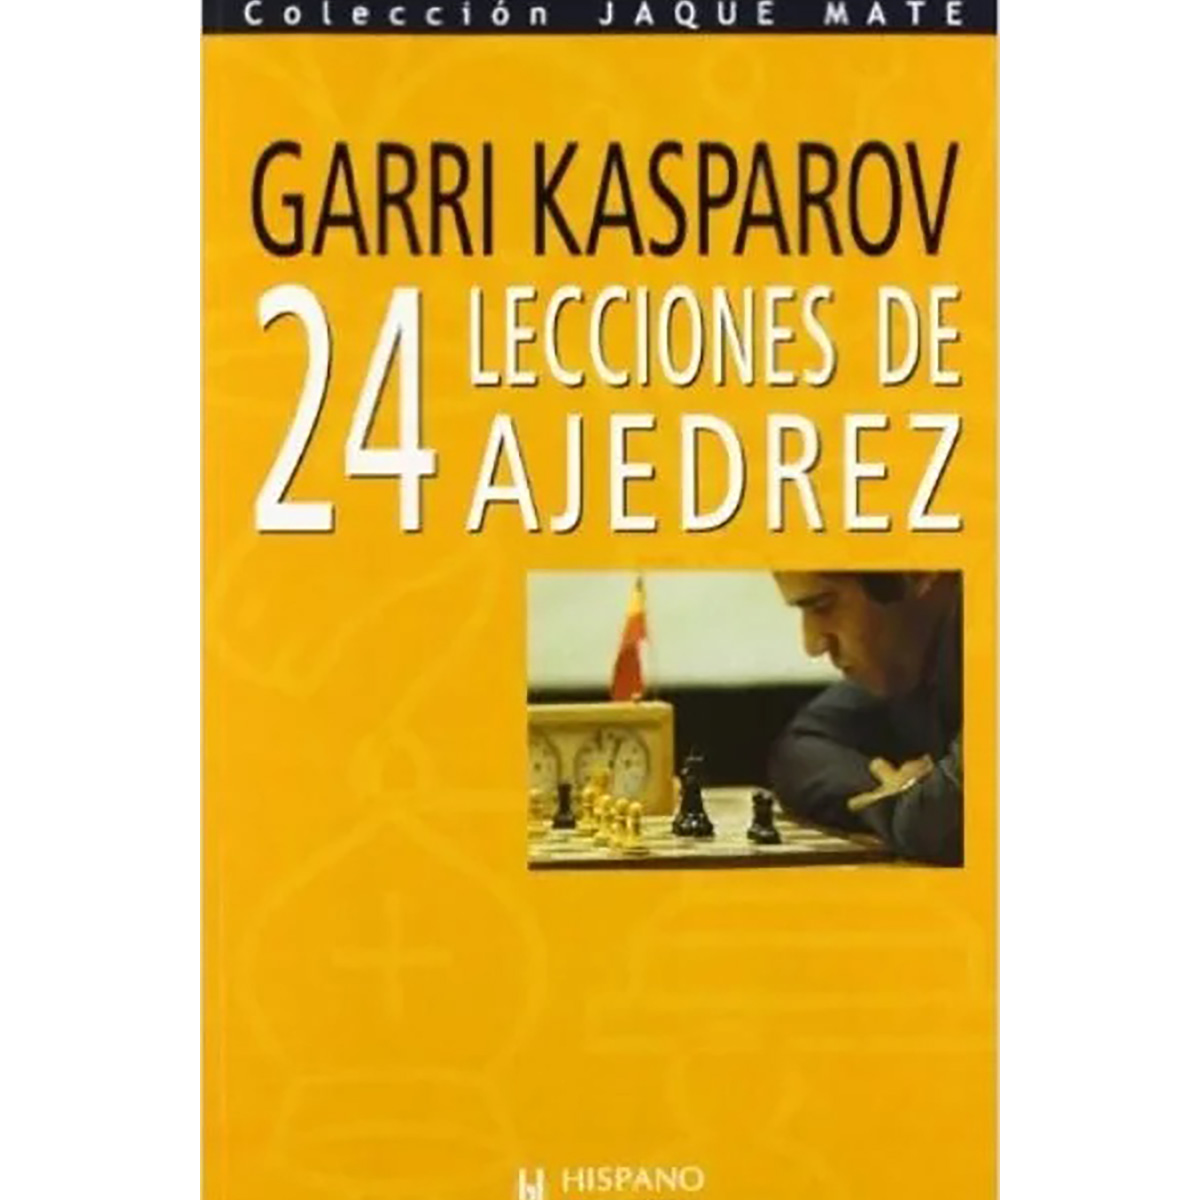 Colección JAQUE MATE
GARRI KASPAROV
24 LECCIONES DE
AJEDREZ
HISPANO